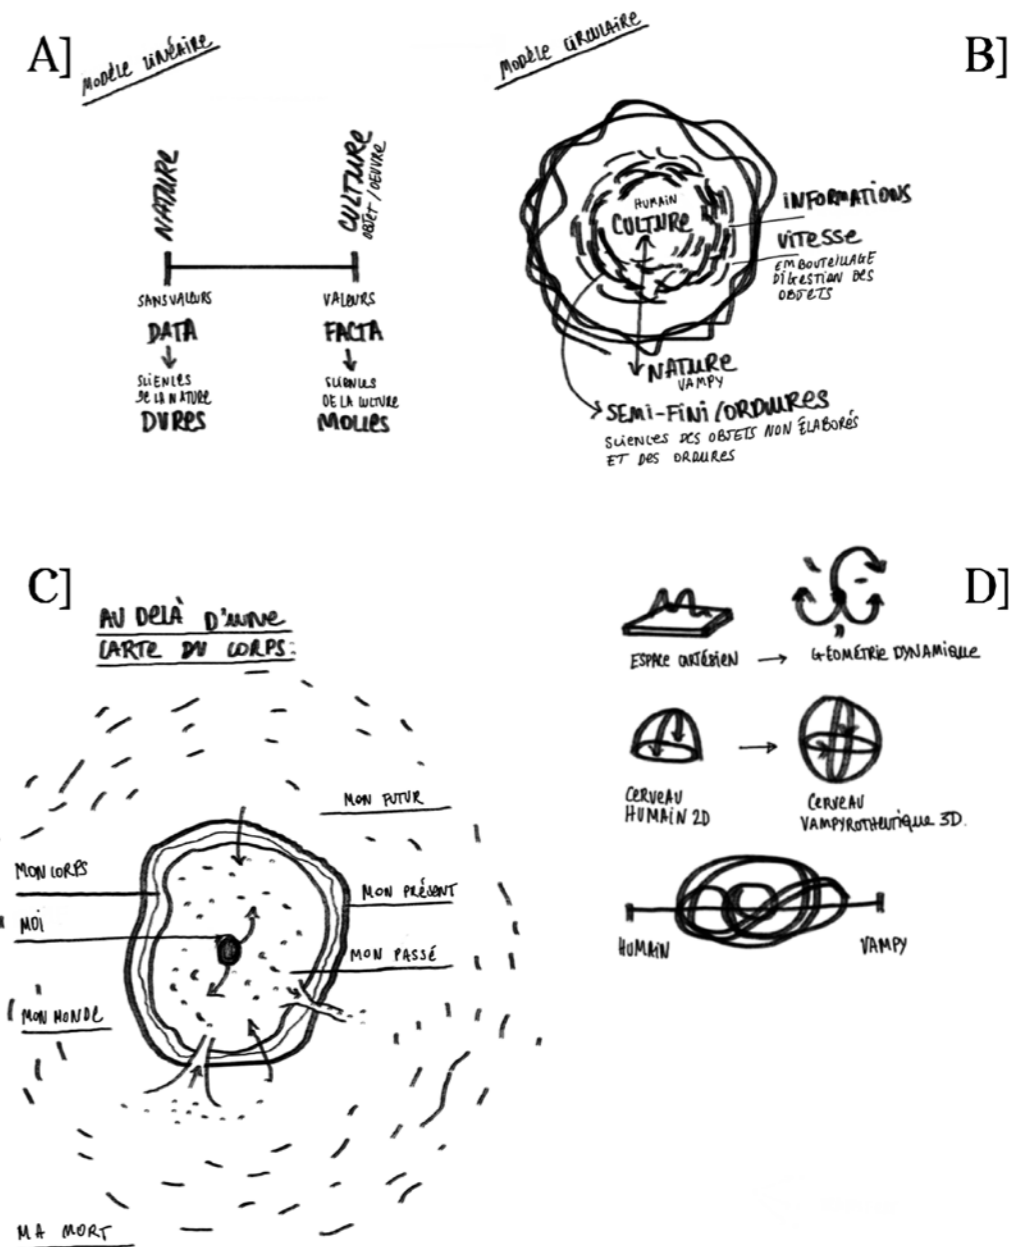 A]
MODÈLE LINÉAIRE
NATURE
CULTURE
OBJET / OEUVRE
SANS VALEURS
VALEURS
DATA
FACTA
SCIENCES
DE LA NATURE
DURES
SCIENCES
DE LA CULTURE
MOLLES
B]
MODÈLE CIRCULAIRE
HUMAIN
CULTURE
INFORMATIONS
VITESSE
EMBOUTEILLAGE
DIGESTION DES
OBJETS
NATURE
VAMPY
SEMI-FINI / ORDURES
SCIENCES DES OBJETS NON ÉLABORÉS
ET DES ORDURES
C]
AU DELÀ D'UNE
CARTE DU CORPS:
MON FUTUR
MON CORPS
MON PRÉSENT
MOI
MON PASSÉ
MON MONDE
MA MORT
D]
ESPACE CARTÉSIEN → GÉOMÉTRIE DYNAMIQUE
CERVEAU
HUMAIN 2D
CERVEAU
VAMPYROTHEUTIQUE 3D.
HUMAIN
VAMPY